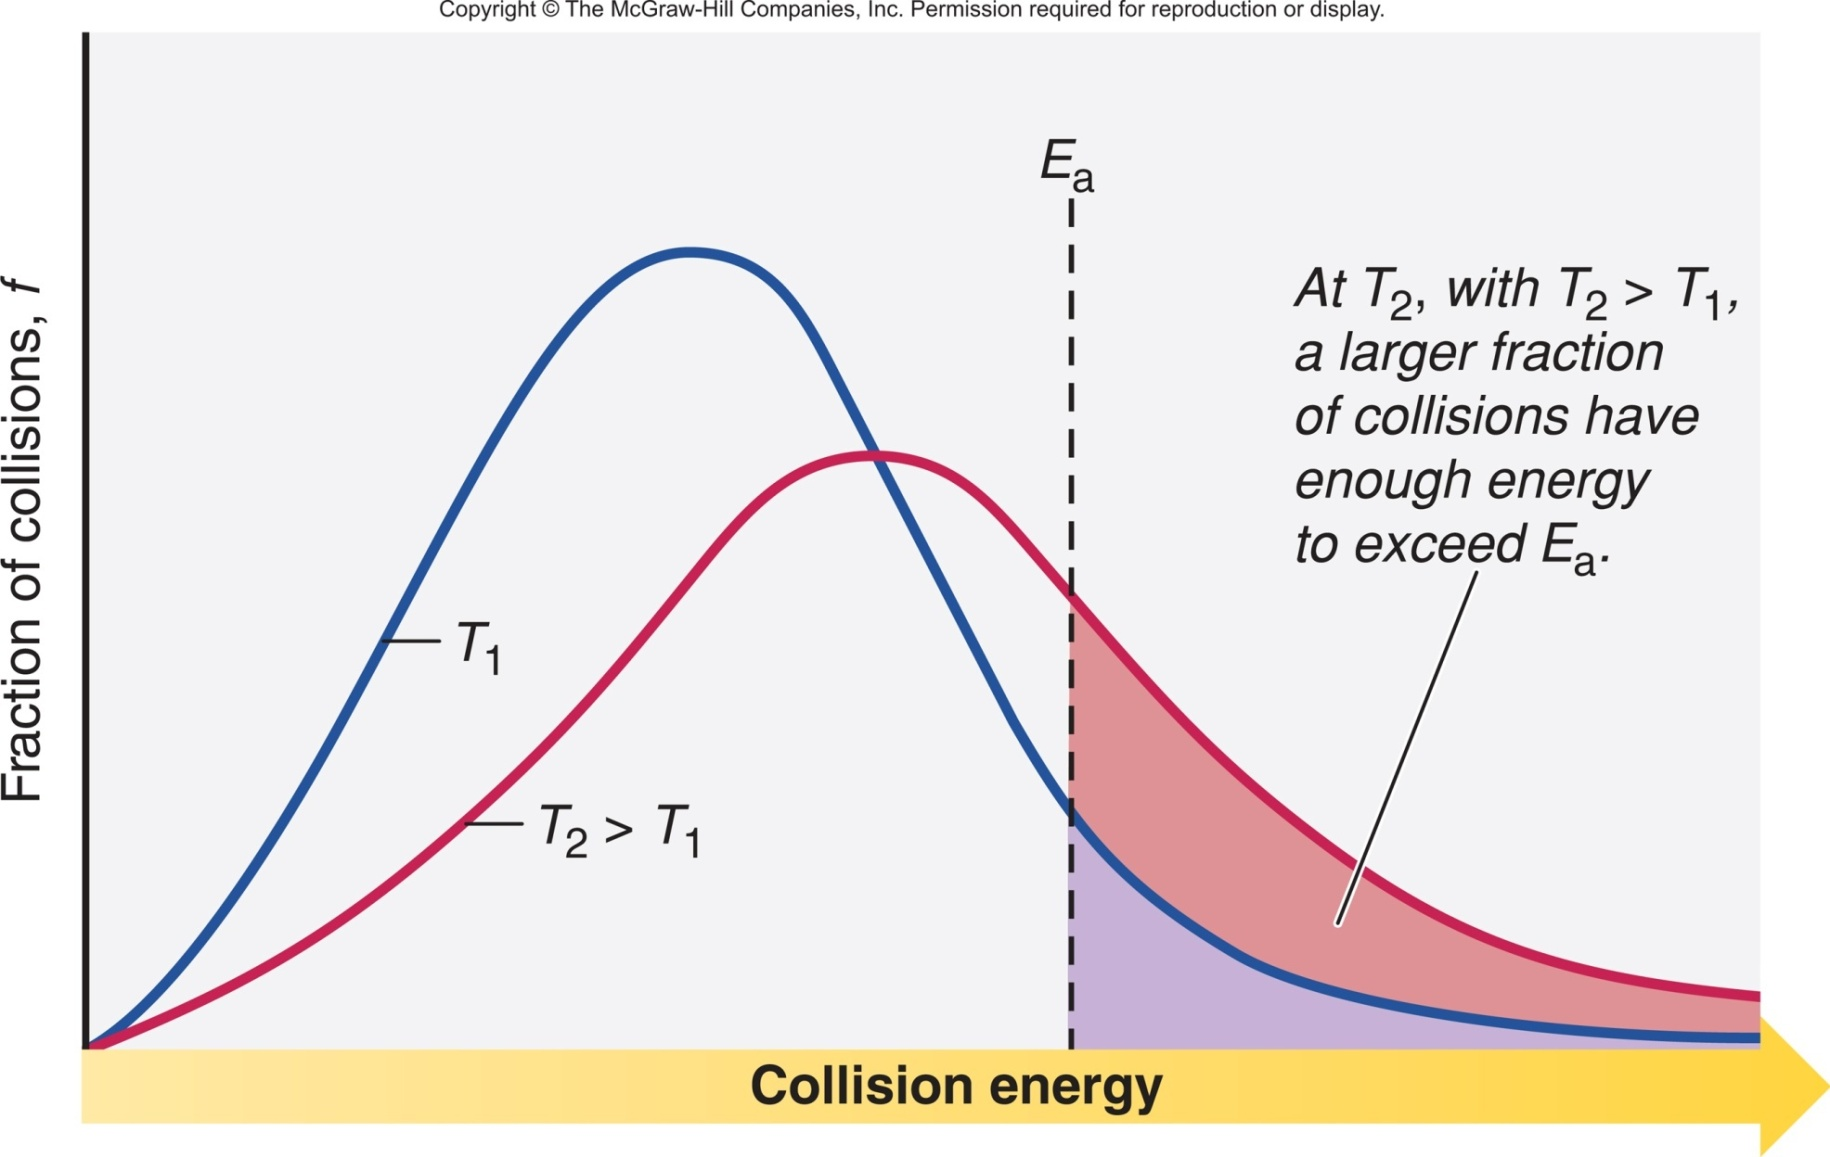 Copyright © The McGraw-Hill Companies, Inc. Permission required for reproduction or display.
Fraction of collisions, f
Eₐ
At T₂, with T₂ > T₁,
a larger fraction
of collisions have
enough energy
to exceed Eₐ.
T₁
T₂ > T₁
Collision energy